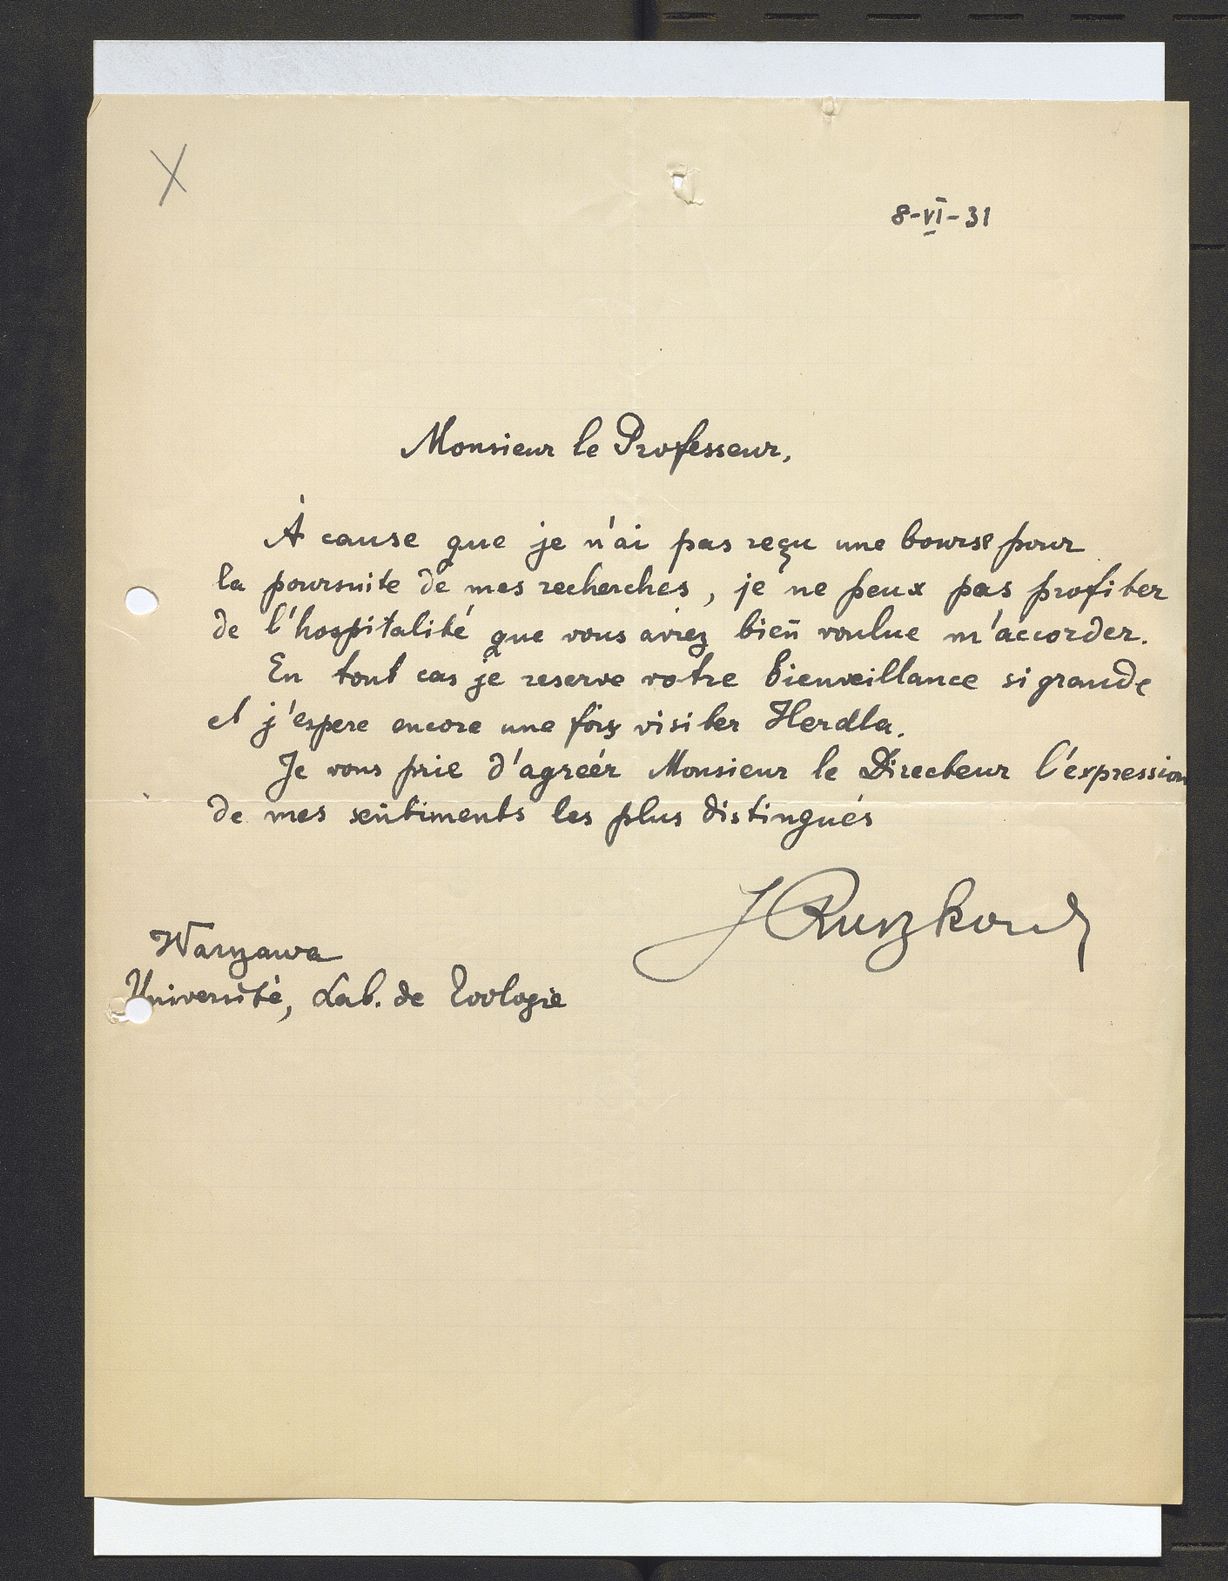 X
8-VI-31
Monsieur le Professeur,
À cause que je n'ai pas reçu une bourse pour
la poursuite de mes recherches, je ne peux pas profiter
de l'hospitalité que vous aviez bien voulue m'accorder.
En tout cas je reserve votre bienveillance si grande
et j'espere encore une fois visiter Herdla.
Je vous prie d'agreér Monsieur le Directeur l'expression
de mes sentiments les plus distingués
Warszawa
Université, Lab. de Zoologie